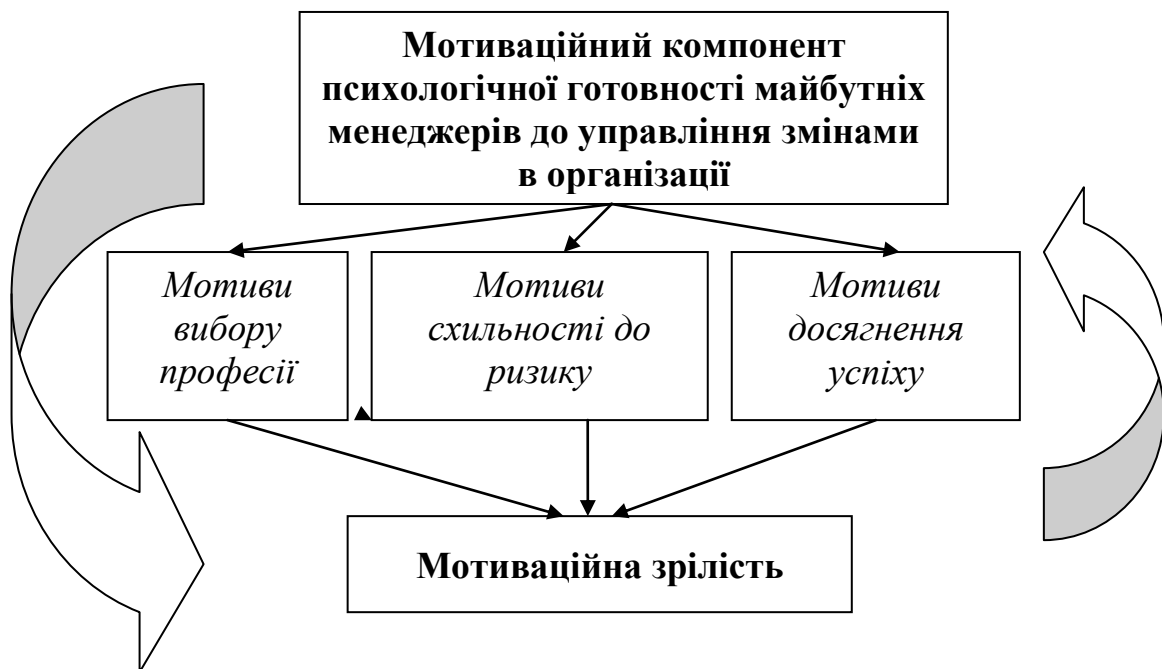 Мотиваційний компонент
психологічної готовності майбутніх
менеджерів до управління змінами
в організації
Мотиви
вибору
професії
Мотиви
схильності до
ризику
Мотиви
досягнення
успіху
Мотиваційна зрілість